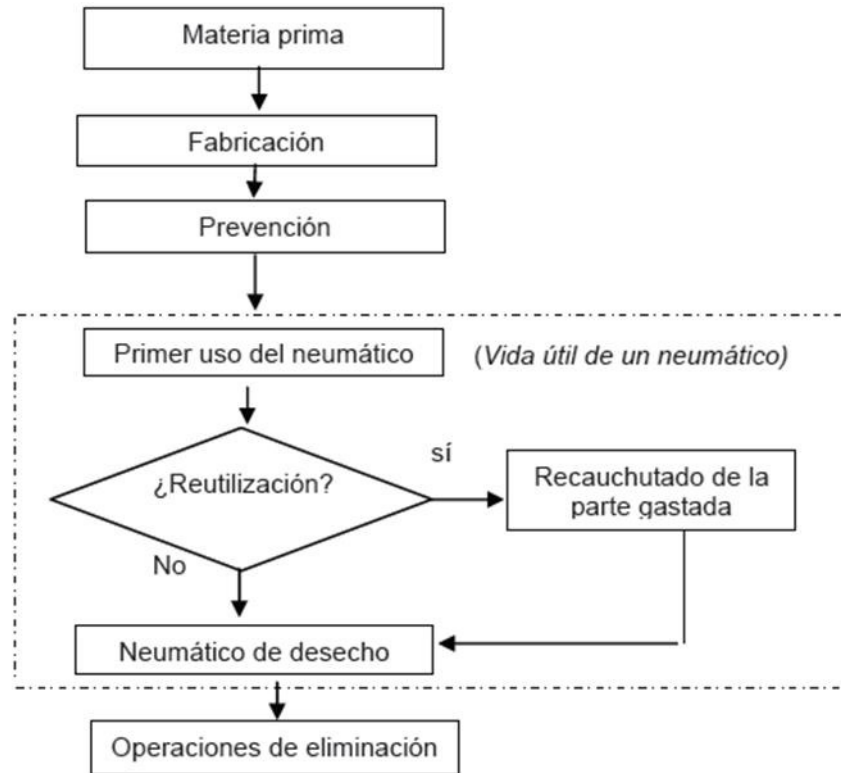 Materia prima
Fabricación
Prevención
Primer uso del neumático
(Vida útil de un neumático)
¿Reutilización?
sí
Recauchutado de la
parte gastada
No
Neumático de desecho
Operaciones de eliminación